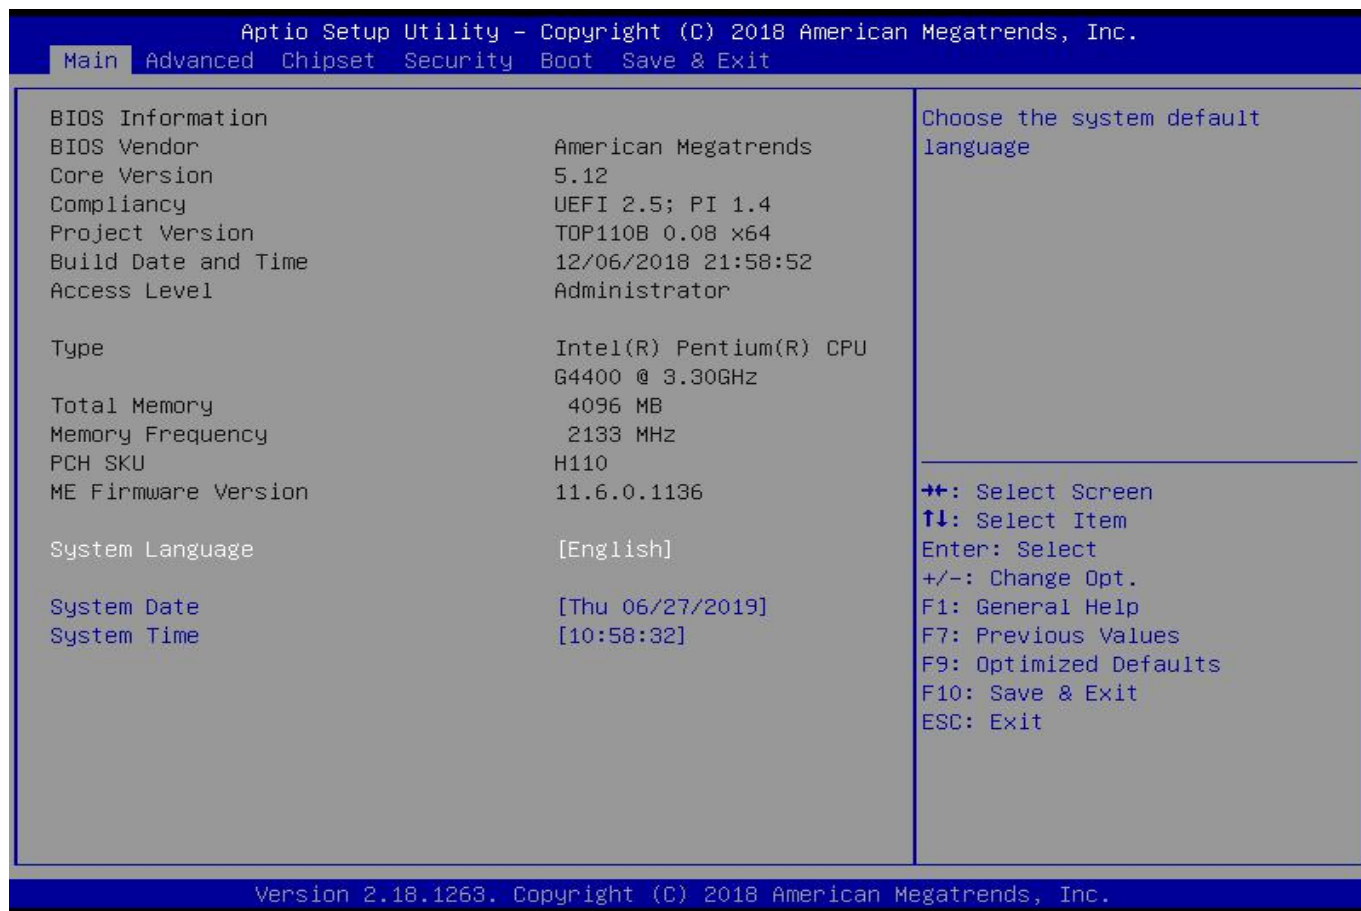 Aptio Setup Utility – Copyright (C) 2018 American Megatrends, Inc.
Main Advanced Chipset Security Boot Save & Exit
BIOS Information
BIOS Vendor American Megatrends
Core Version 5.12
Compliancy UEFI 2.5; PI 1.4
Project Version TOP110B 0.08 x64
Build Date and Time 12/06/2018 21:58:52
Access Level Administrator
Type Intel(R) Pentium(R) CPU
G4400 @ 3.30GHz
Total Memory 4096 MB
Memory Frequency 2133 MHz
PCH SKU H110
ME Firmware Version 11.6.0.1136
System Language [English]
System Date [Thu 06/27/2019]
System Time [10:58:32]
Choose the system default
language
→←: Select Screen
↑↓: Select Item
Enter: Select
+/-: Change Opt.
F1: General Help
F7: Previous Values
F9: Optimized Defaults
F10: Save & Exit
ESC: Exit
Version 2.18.1263. Copyright (C) 2018 American Megatrends, Inc.